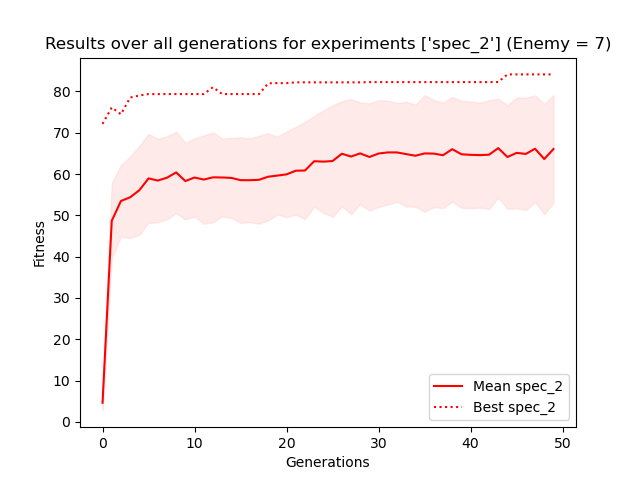 Results over all generations for experiments ['spec_2'] (Enemy = 7)
80
70
60
50
40
30
20
10
0
Fitness
0 10 20 30 40 50
Generations
Mean spec_2
Best spec_2